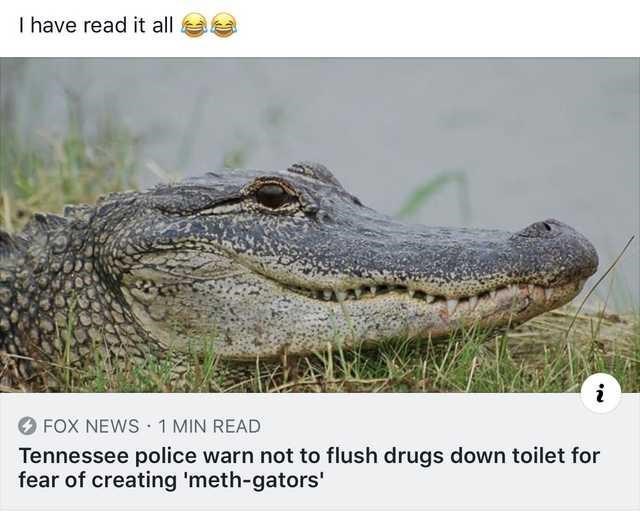 I have read it all 😂😂
FOX NEWS · 1 MIN READ
Tennessee police warn not to flush drugs down toilet for
fear of creating 'meth-gators'